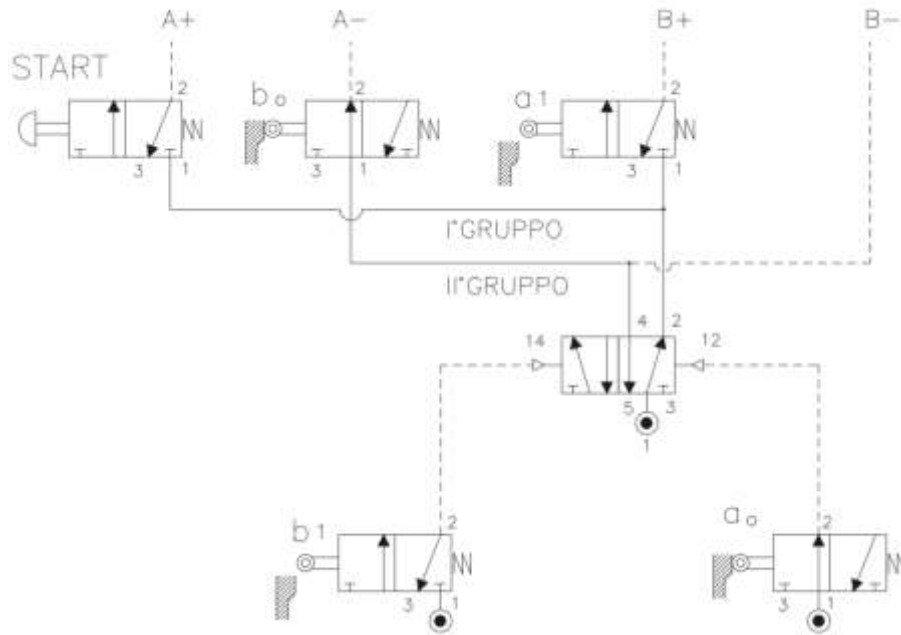 A+ A− B+ B−
START
2 2 2
b₀ a1
3 1 3 1 3 1
I°GRUPPO
II°GRUPPO
4 2
14 12
5 3
1
b1 2 a₀ 2
3 1 3 1